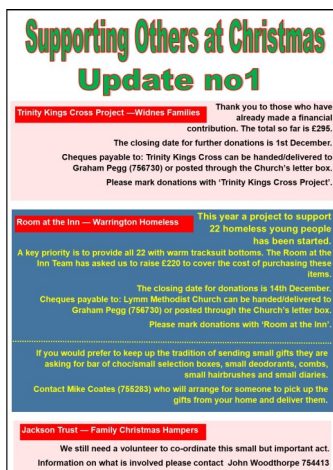 Supporting Others at Christmas
Update no1
Trinity Kings Cross Project —Widnes Families
Thank you to those who have
already made a financial
contribution. The total so far is £295.
The closing date for further donations is 1st December.
Cheques payable to: Trinity Kings Cross can be handed/delivered to
Graham Pegg (756730) or posted through the Church's letter box.
Please mark donations with 'Trinity Kings Cross Project'.
Room at the Inn — Warrington Homeless
This year a project to support
22 homeless young people
has been started.
A key priority is to provide all 22 with warm tracksuit bottoms. The Room at the
Inn Team has asked us to raise £220 to cover the cost of purchasing these
items.
The closing date for donations is 14th December.
Cheques payable to: Lymm Methodist Church can be handed/delivered to
Graham Pegg (756730) or posted through the Church's letter box.
Please mark donations with 'Room at the Inn'.
If you would prefer to keep up the tradition of sending small gifts they are
asking for bar of choc/small selection boxes, small deodorants, combs,
small hairbrushes and small diaries.
Contact Mike Coates (755283) who will arrange for someone to pick up the
gifts from your home and deliver them.
Jackson Trust — Family Christmas Hampers
We still need a volunteer to co-ordinate this small but important act.
Information on what is involved please contact John Woodthorpe 754413